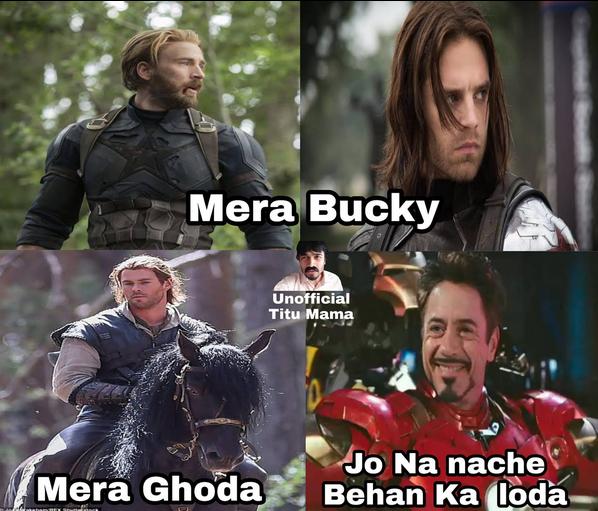 Mera Bucky
Unofficial
Titu Mama
Mera Ghoda
Jo Na nache
Behan Ka loda